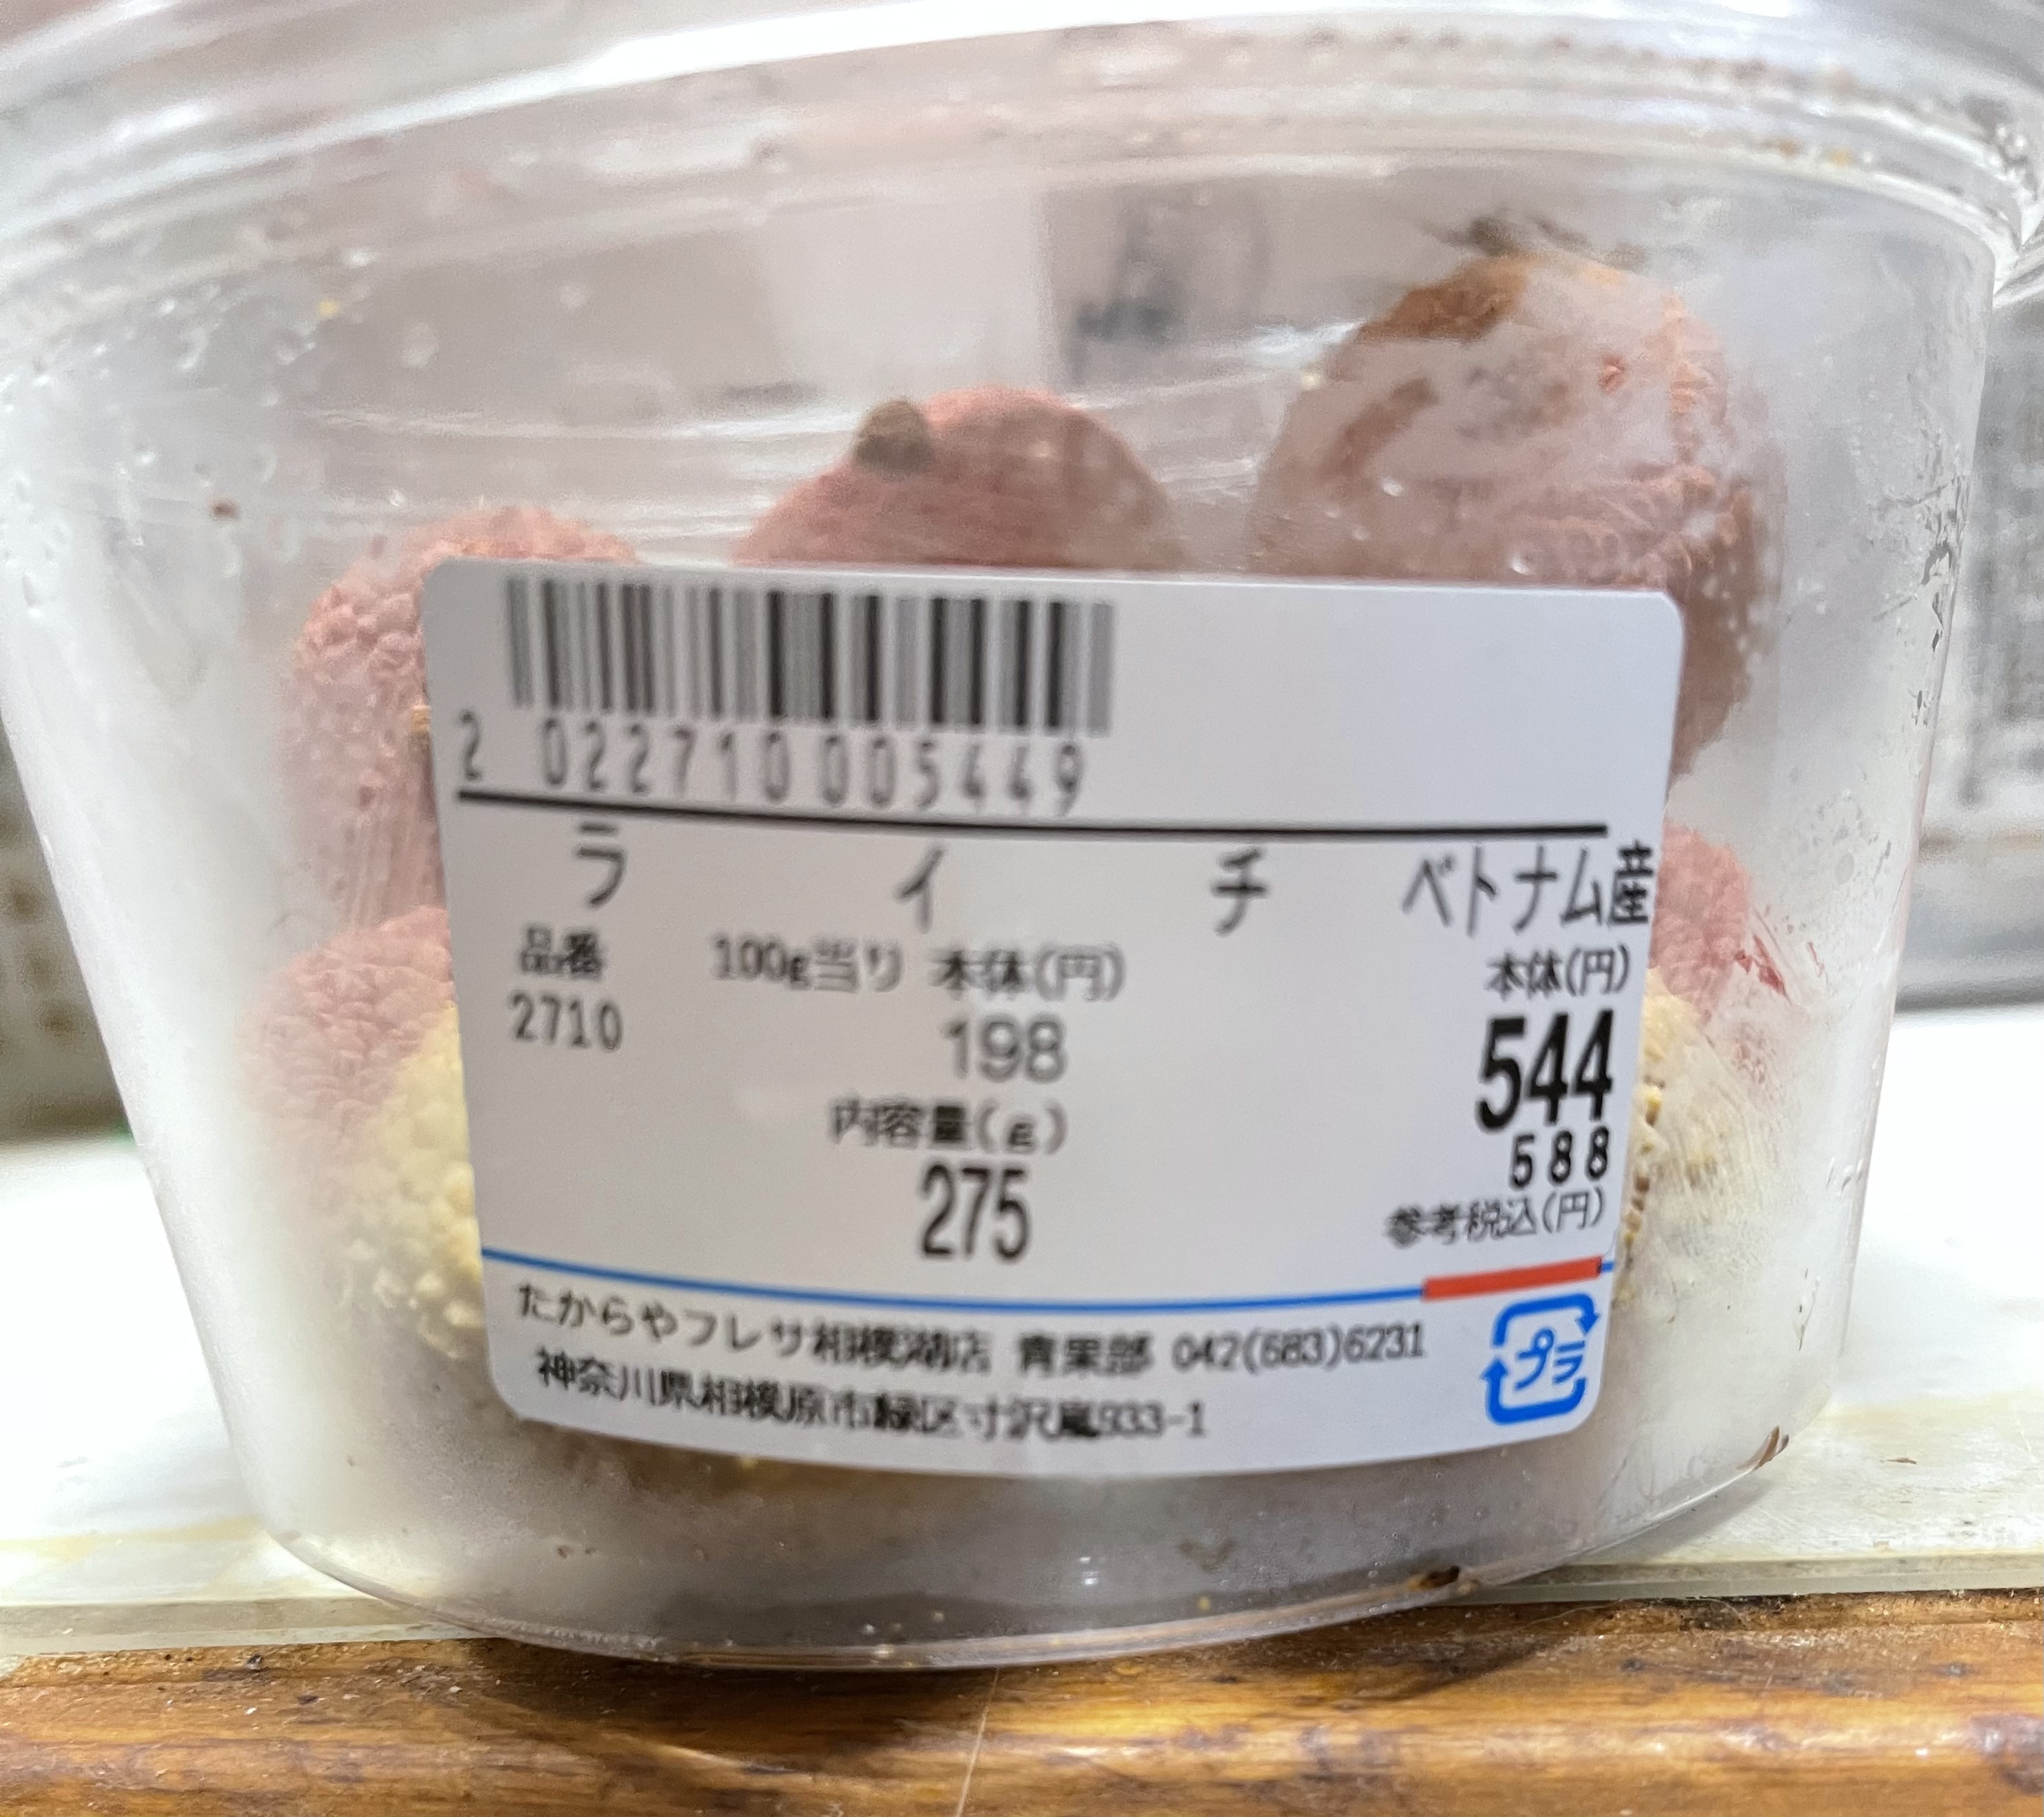 2 022710 005449
ライチ ベトナム産
品番 100g当り 本体(円) 本体(円)
2710 198 544
588
内容量(g)
275 参考税込(円)
たからやフレサ相模湖店 青果部 042(683)6231
神奈川県相模原市緑区寸沢嵐933-1
プラ